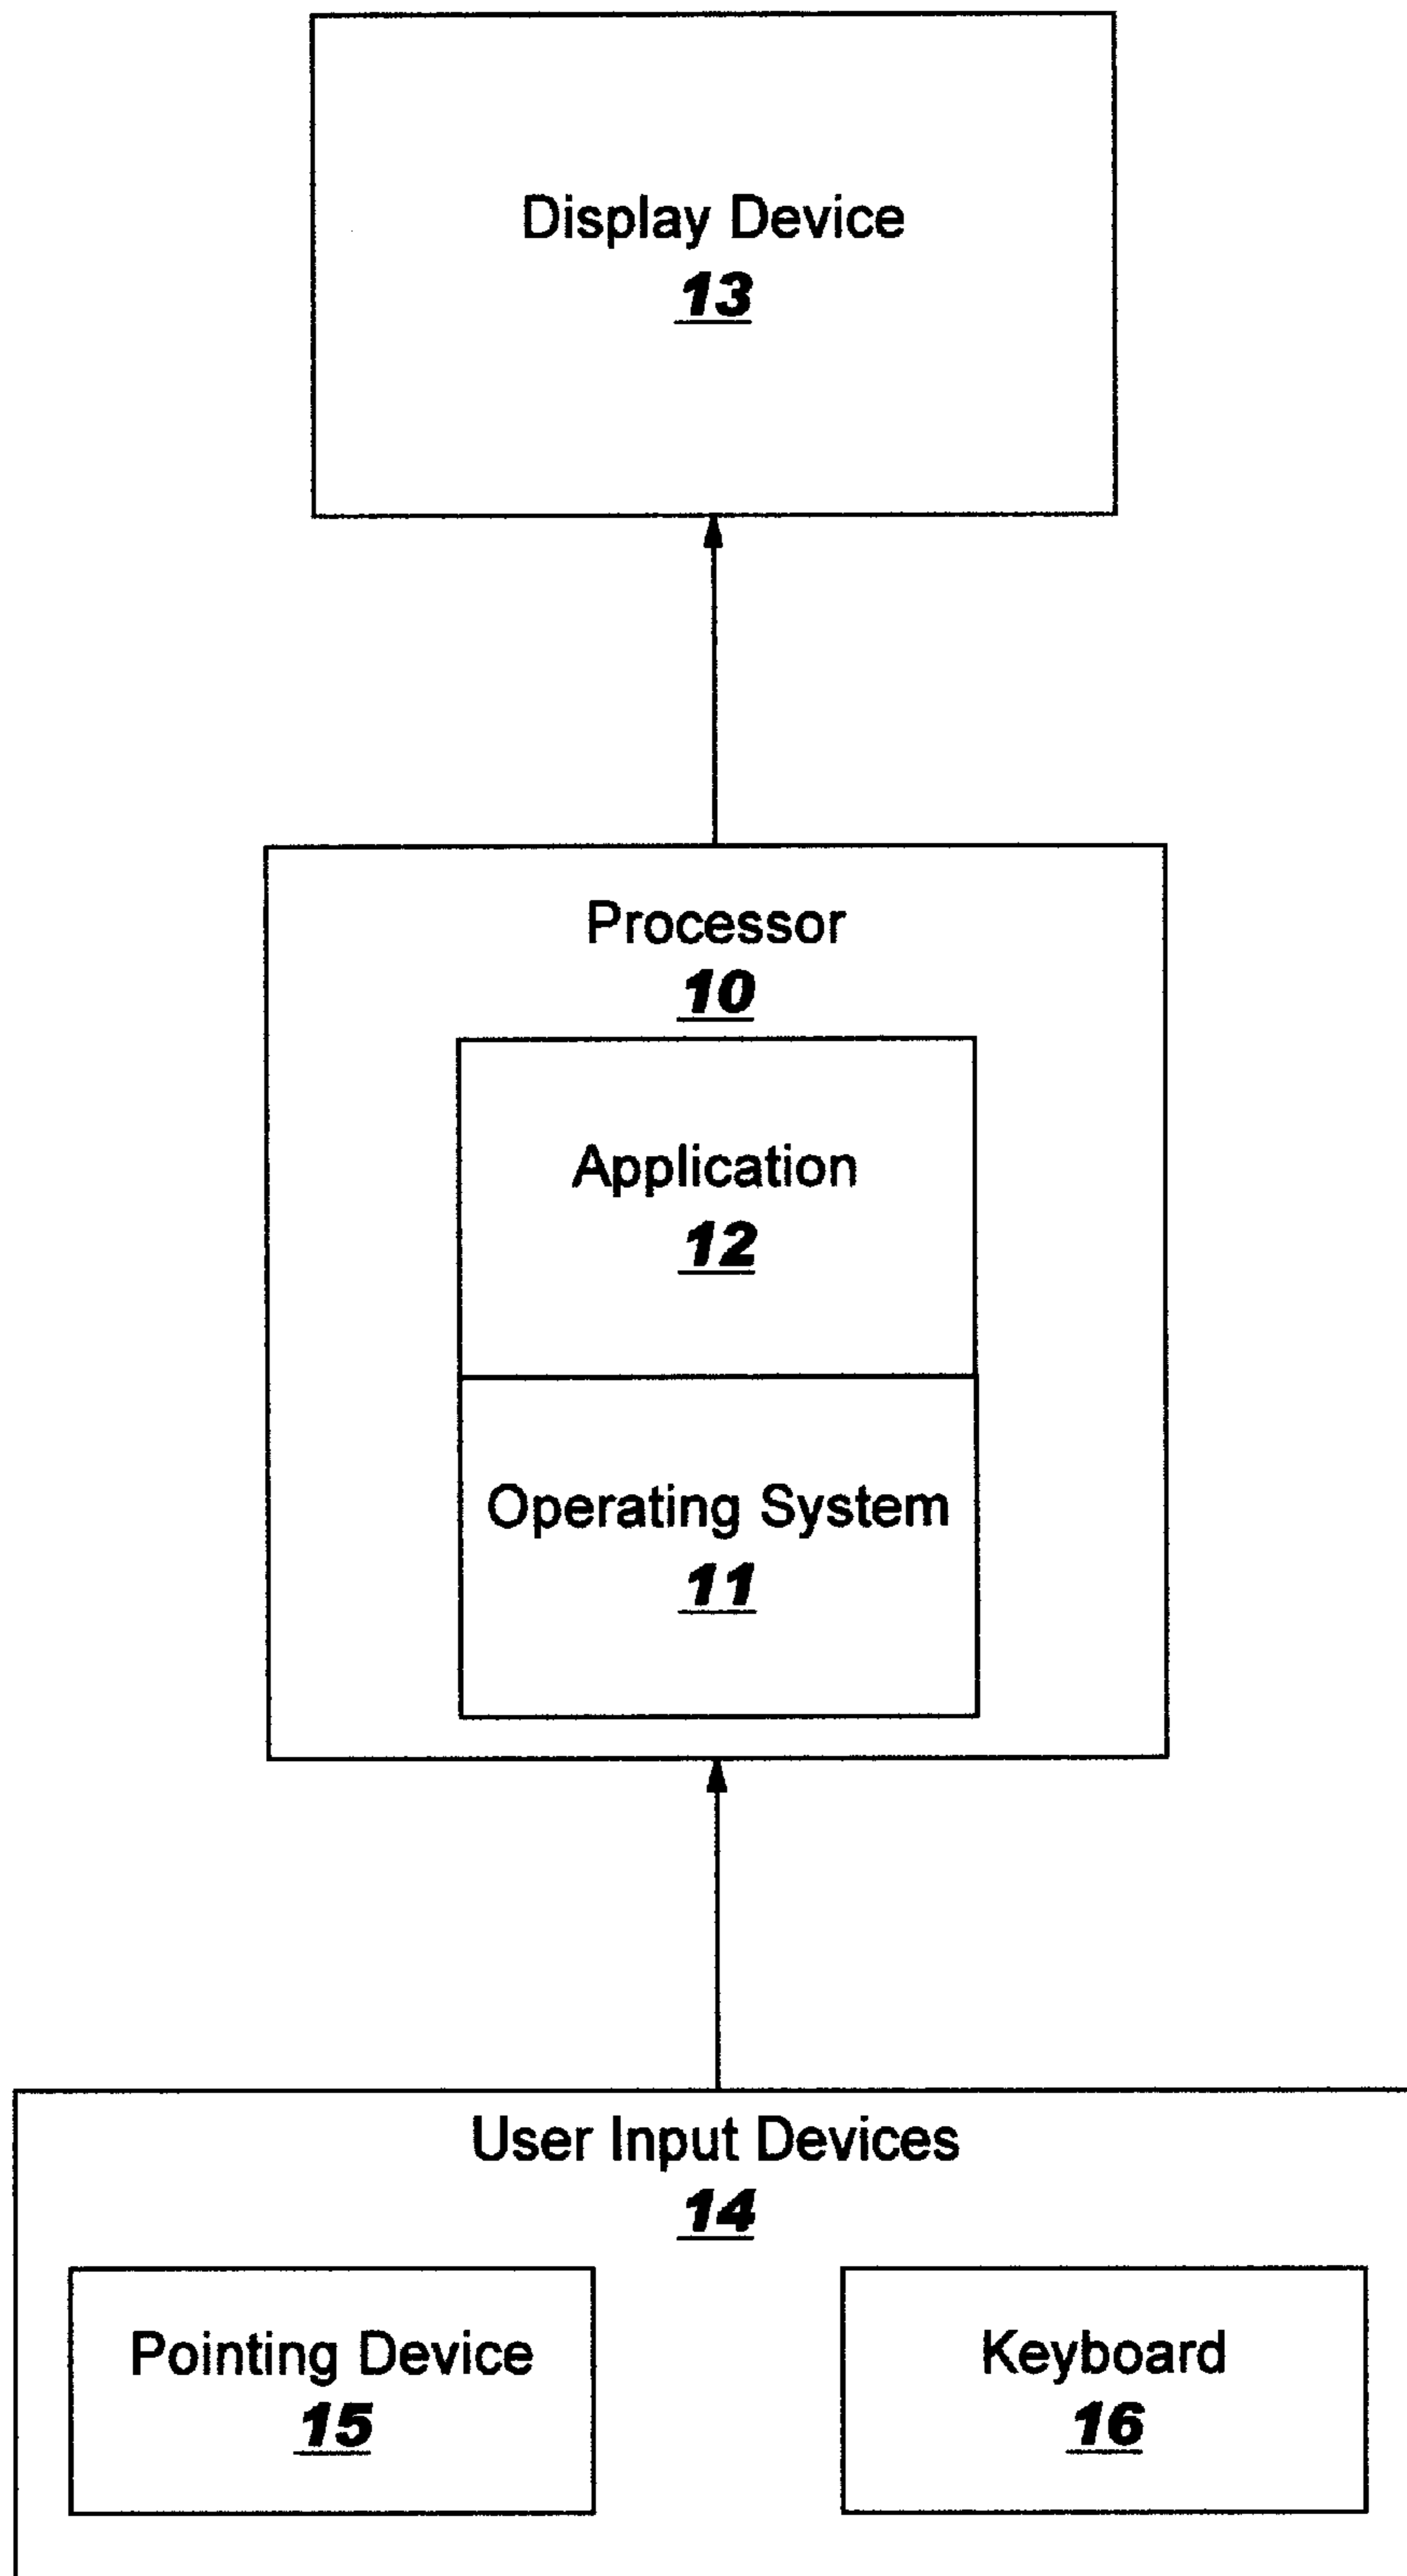 Display Device
13
Processor
10
Application
12
Operating System
11
User Input Devices
14
Pointing Device
15
Keyboard
16